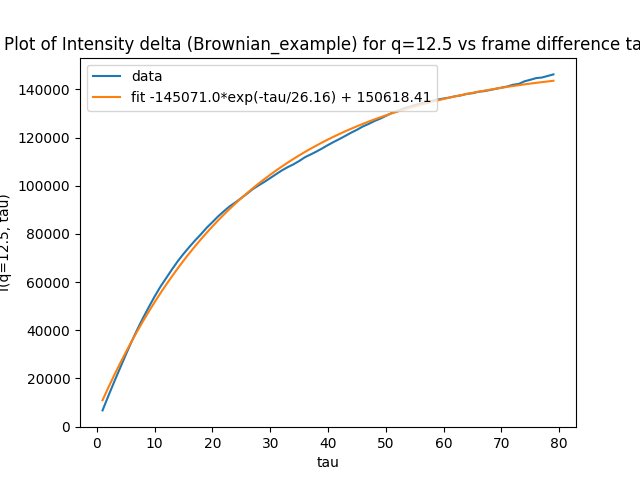 Plot of Intensity delta (Brownian_example) for q=12.5 vs frame difference ta
data
fit -145071.0*exp(-tau/26.16) + 150618.41
140000
120000
100000
80000
60000
40000
20000
0
I(q=12.5, tau)
0 10 20 30 40 50 60 70 80
tau